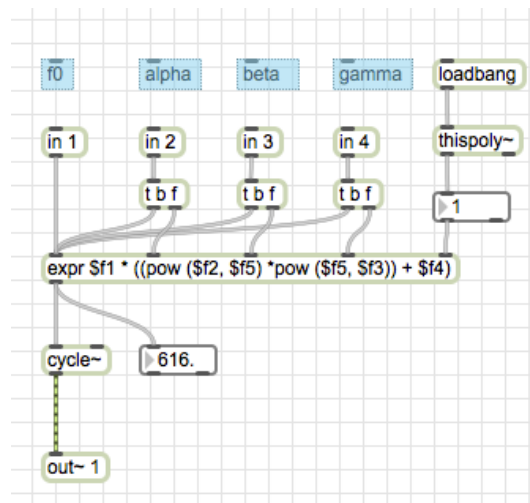 f0 alpha beta gamma loadbang
in 1 in 2 in 3 in 4 thispoly~
t b f t b f t b f
1
expr $f1 * ((pow ($f2, $f5) *pow ($f5, $f3)) + $f4)
cycle~ 616.
out~ 1